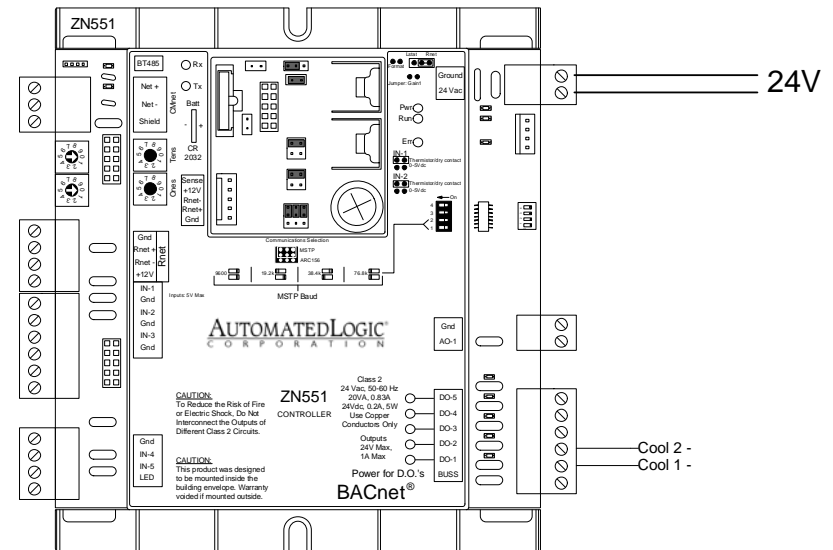 ZN551
BT485
Rx
Tx
Net +
Net -
Shield
CMnet
Batt
- +
CR
2032
Tens
Ones
Sense
+12V
Rnet-
Rnet+
Gnd
Gnd
Rnet +
Rnet -
+12V
Rnet
IN-1
Gnd
IN-2
Gnd
IN-3
Gnd
Inputs: 5V Max
Gnd
IN-4
IN-5
LED
Format
Lstat Rnet
Jumper: Gaint
Ground
24 Vac
24V
Pwr
Run
Err
IN-1
Thermistor/dry contact
0-5Vdc
IN-2
Thermistor/dry contact
0-5Vdc
On
4
3
2
1
Communications Selection
MSTP
ARC156
9600 19.2k 38.4k 76.8k
MSTP Baud
AUTOMATEDLOGIC®
CORPORATION
Gnd
AO-1
CAUTION:
To Reduce the Risk of Fire
or Electric Shock, Do Not
Interconnect the Outputs of
Different Class 2 Circuits.
CAUTION:
This product was designed
to be mounted inside the
building envelope. Warranty
voided if mounted outside.
ZN551
CONTROLLER
Class 2
24 Vac, 50-60 Hz
20VA, 0.83A
24Vdc, 0.2A, 5W
Use Copper
Conductors Only
Outputs
24V Max,
1A Max
Power for D.O.'s
BACnet®
DO-5
DO-4
DO-3
DO-2
DO-1
BUSS
Cool 2 -
Cool 1 -